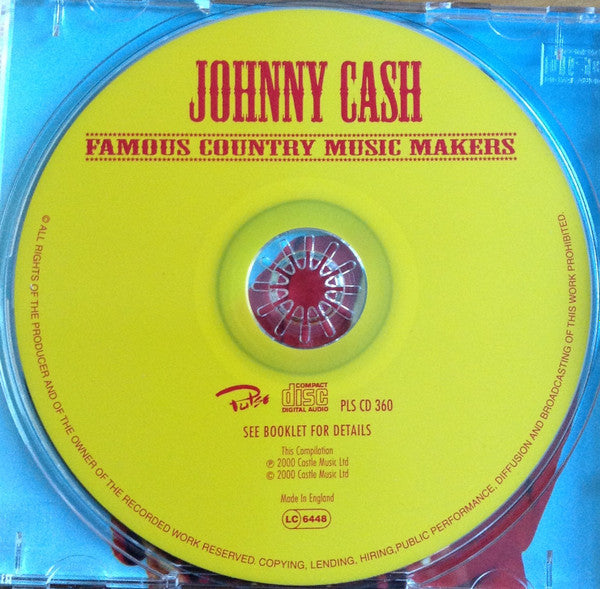 JOHNNY CASH
FAMOUS COUNTRY MUSIC MAKERS
© ALL RIGHTS OF THE PRODUCER AND OF THE OWNER OF THE RECORDED WORK RESERVED. COPYING, LENDING, HIRING,PUBLIC PERFORMANCE, DIFFUSION AND BROADCASTING OF THIS WORK PROHIBITED.
Pulse
COMPACT
disc
DIGITAL AUDIO
PLS CD 360
SEE BOOKLET FOR DETAILS
This Compilation
℗ 2000 Castle Music Ltd
© 2000 Castle Music Ltd
Made In England
LC 6448